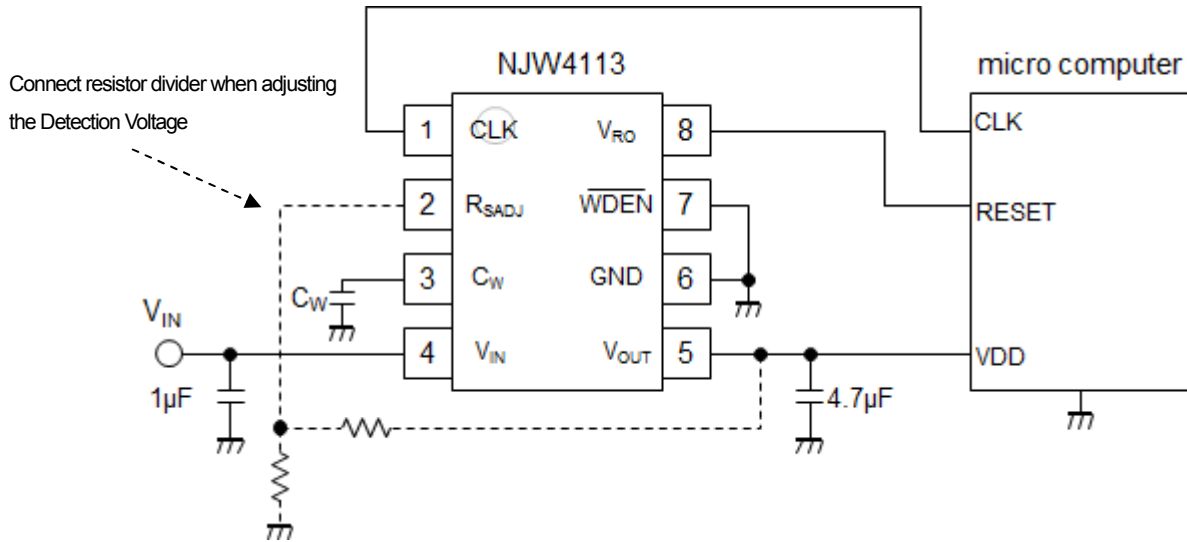 NJW4113
micro computer
Connect resistor divider when adjusting
the Detection Voltage
1 CLK VRO 8
CLK
2 RSADJ WDEN 7
RESET
3 CW GND 6
CW
VIN
4 VIN VOUT 5
VDD
1µF
4.7µF